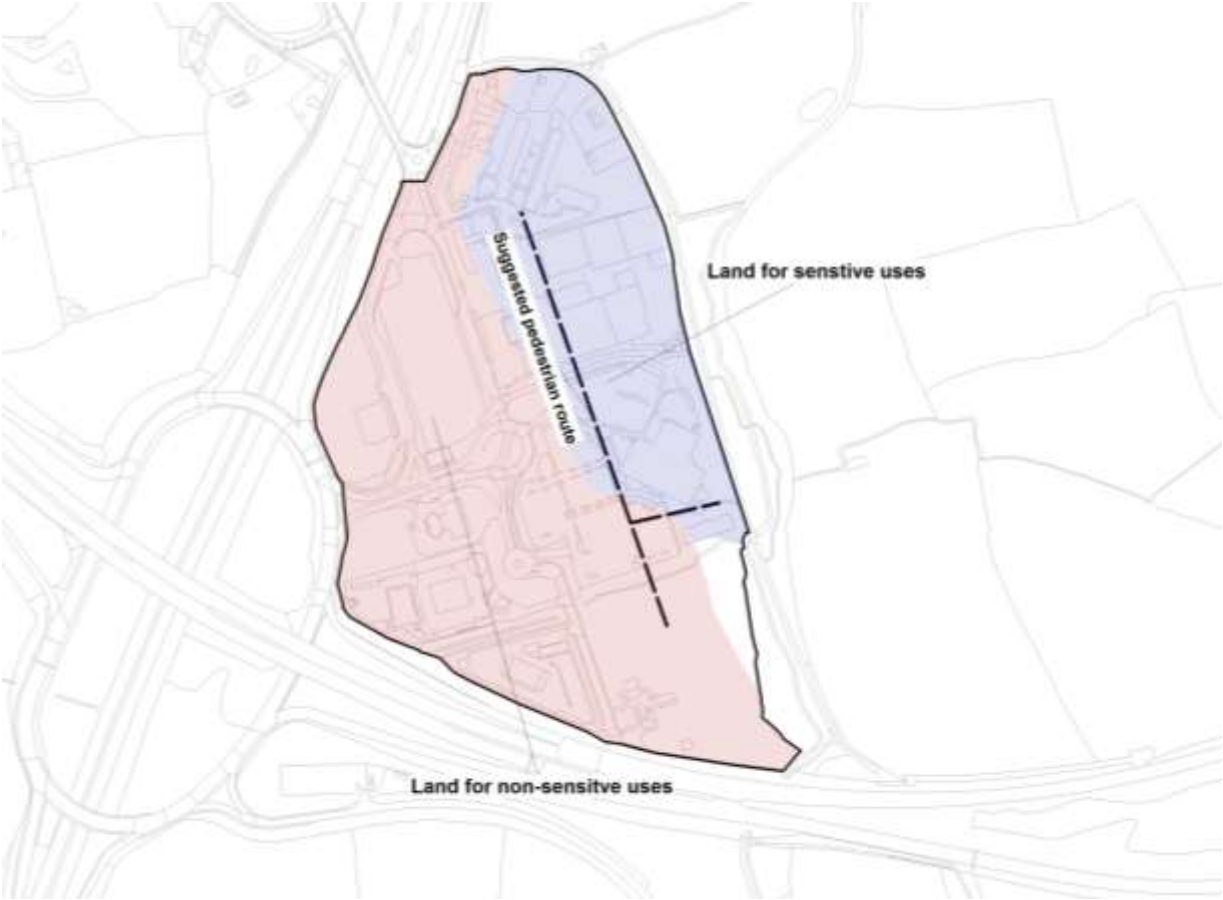 Suggested pedestrian route
Land for senstive uses
Land for non-sensitve uses